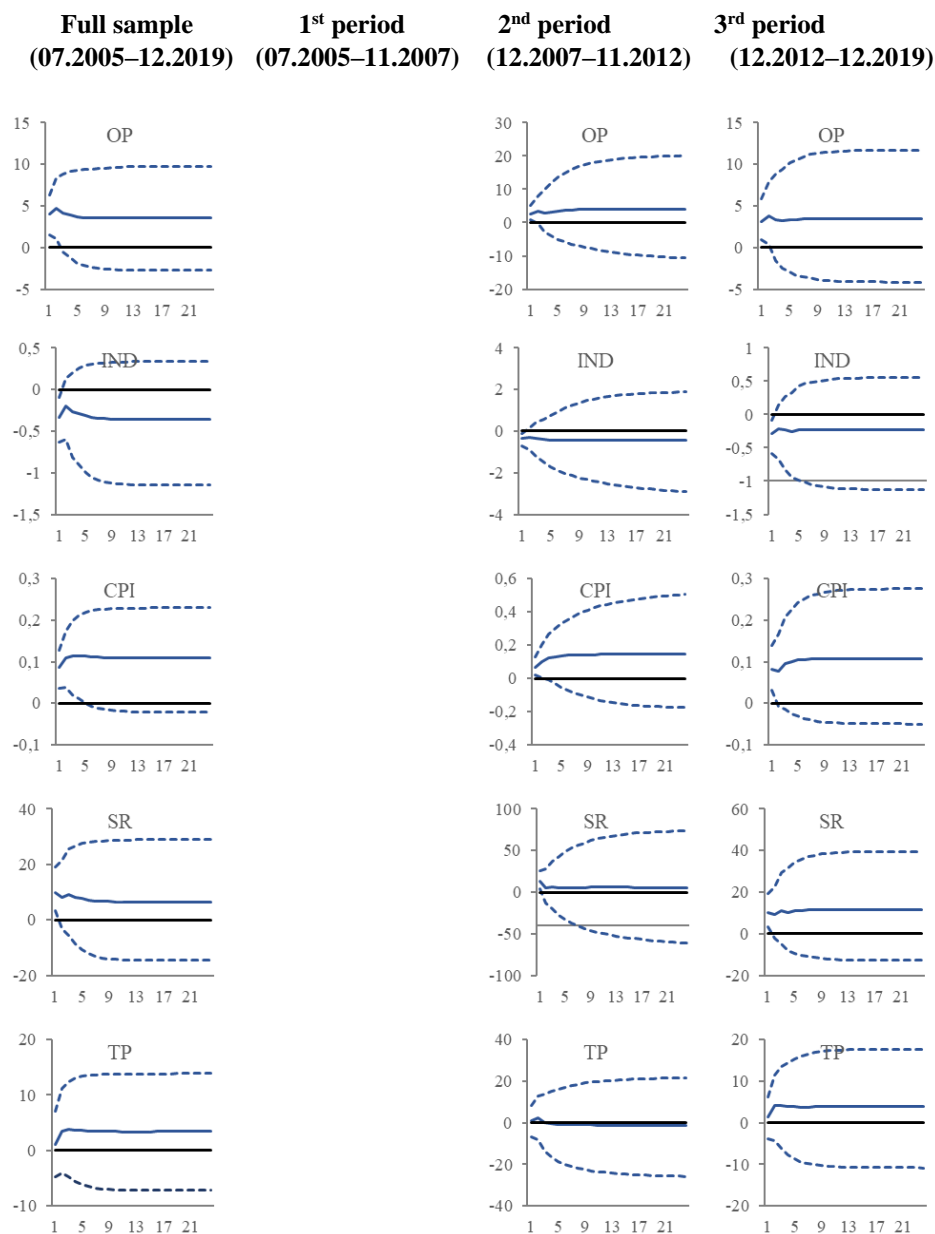 Full sample 1st period 2nd period 3rd period
(07.2005–12.2019) (07.2005–11.2007) (12.2007–11.2012) (12.2012–12.2019)
OP
15
10
5
0
-5
1 5 9 13 17 21
OP
30
20
10
0
-10
-20
1 5 9 13 17 21
OP
15
10
5
0
-5
1 5 9 13 17 21
IND
0,5
0
-0,5
-1
-1,5
1 5 9 13 17 21
IND
4
2
0
-2
-4
1 5 9 13 17 21
IND
1
0,5
0
-0,5
-1
-1,5
1 5 9 13 17 21
CPI
0,3
0,2
0,1
0
-0,1
1 5 9 13 17 21
CPI
0,6
0,4
0,2
0
-0,2
-0,4
1 5 9 13 17 21
CPI
0,3
0,2
0,1
0
-0,1
1 5 9 13 17 21
SR
40
20
0
-20
1 5 9 13 17 21
SR
100
50
0
-50
-100
1 5 9 13 17 21
SR
60
40
20
0
-20
1 5 9 13 17 21
TP
20
10
0
-10
1 5 9 13 17 21
TP
40
20
0
-20
-40
1 5 9 13 17 21
TP
20
10
0
-10
-20
1 5 9 13 17 21